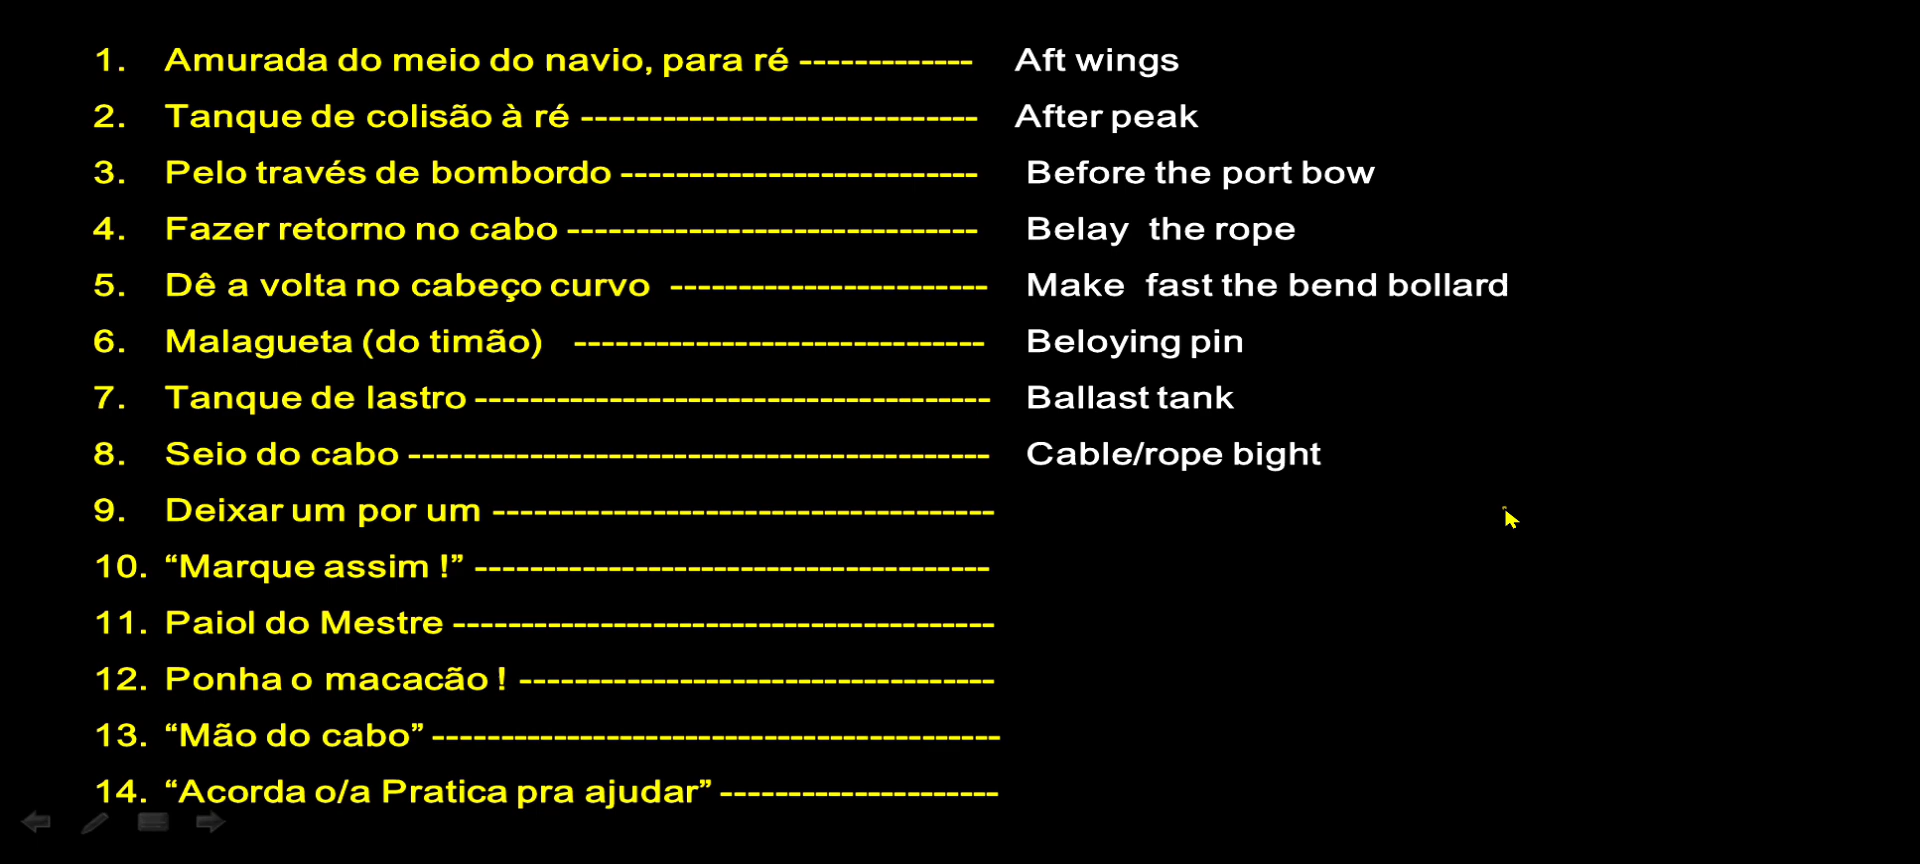 1. Amurada do meio do navio, para ré ------------- Aft wings
2. Tanque de colisão à ré ----------------------------- After peak
3. Pelo través de bombordo -------------------------- Before the port bow
4. Fazer retorno no cabo ------------------------------ Belay the rope
5. Dê a volta no cabeço curvo ----------------------- Make fast the bend bollard
6. Malagueta (do timão) ------------------------------ Beloying pin
7. Tanque de lastro -------------------------------------- Ballast tank
8. Seio do cabo ------------------------------------------- Cable/rope bight
9. Deixar um por um -------------------------------------
10. “Marque assim !” --------------------------------------
11. Paiol do Mestre ----------------------------------------
12. Ponha o macacão ! -----------------------------------
13. “Mão do cabo” ------------------------------------------
14. “Acorda o/a Pratica pra ajudar” ---------------------